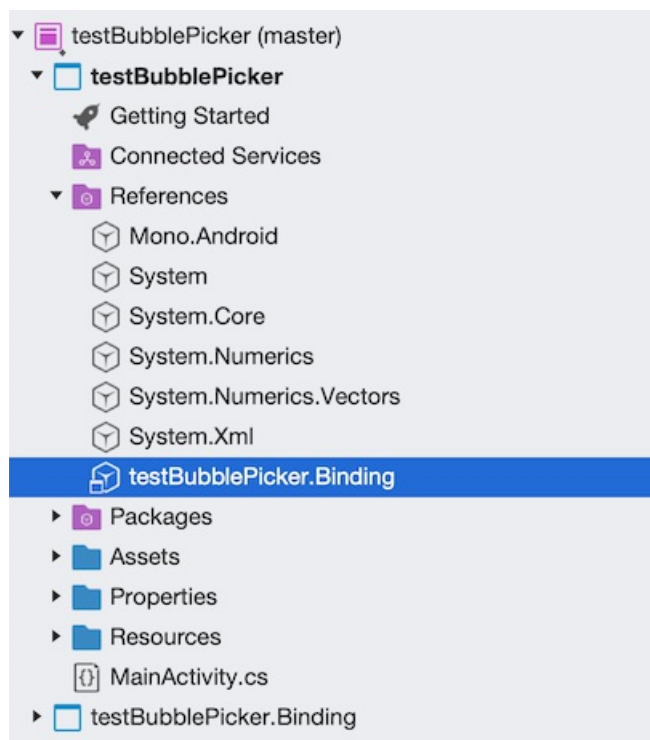 testBubblePicker (master)
testBubblePicker
Getting Started
Connected Services
References
Mono.Android
System
System.Core
System.Numerics
System.Numerics.Vectors
System.Xml
testBubblePicker.Binding
Packages
Assets
Properties
Resources
MainActivity.cs
testBubblePicker.Binding